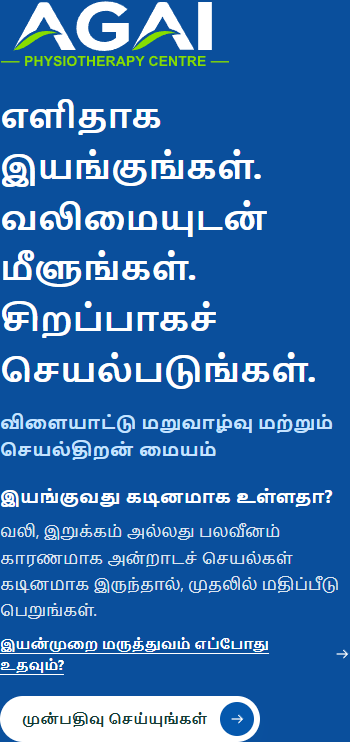 AGAI
PHYSIOTHERAPY CENTRE
எளிதாக
இயங்குங்கள்.
வலிமையுடன்
மீளுங்கள்.
சிறப்பாகச்
செயல்படுங்கள்.
விளையாட்டு மறுவாழ்வு மற்றும்
செயல்திறன் மையம்
இயங்குவது கடினமாக உள்ளதா?
வலி, இறுக்கம் அல்லது பலவீனம்
காரணமாக அன்றாடச் செயல்கள்
கடினமாக இருந்தால், முதலில் மதிப்பீடு
பெறுங்கள்.
இயன்முறை மருத்துவம் எப்போது
உதவும்?
முன்பதிவு செய்யுங்கள்